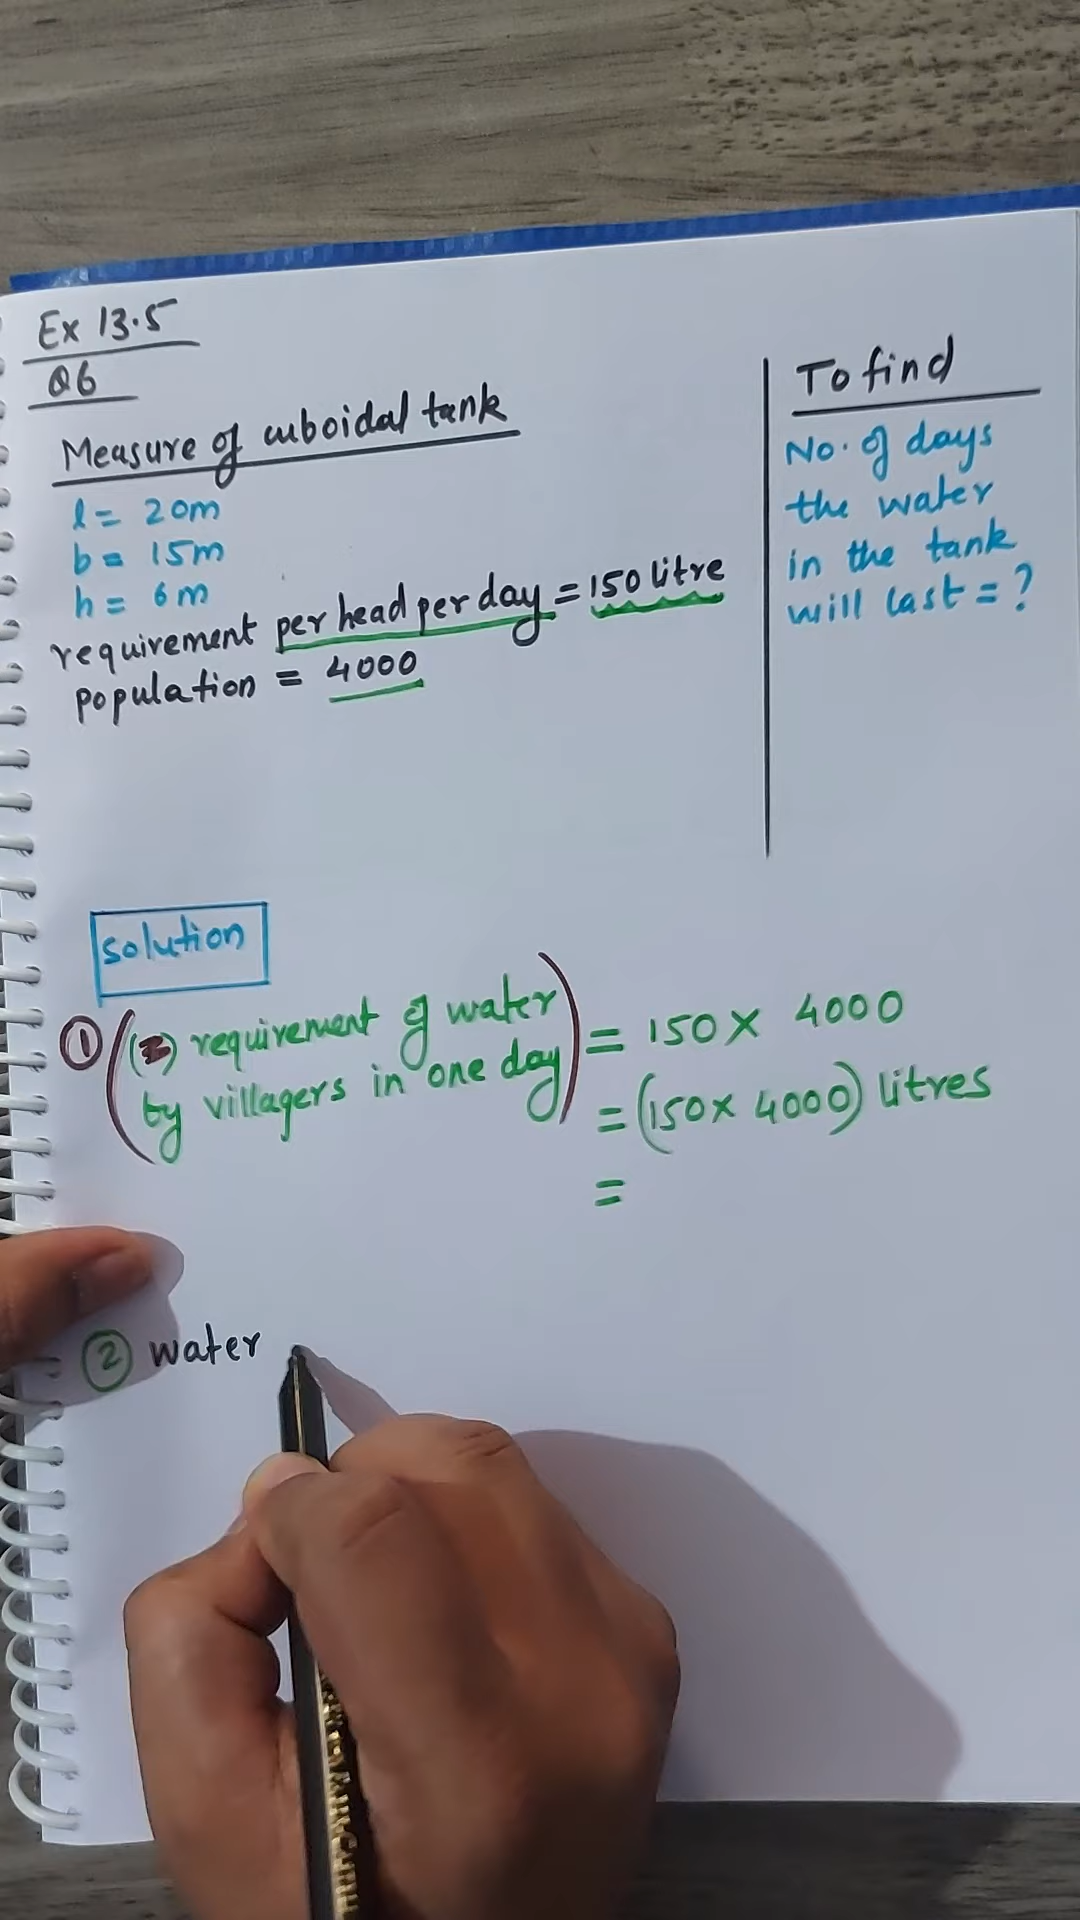 Ex 13.5
Q6
Measure of cuboidal tank
l = 20m
b = 15m
h = 6m
requirement per head per day = 150 litre
population = 4000
To find
No. of days
the water
in the tank
will last = ?
solution
① requirement of water = 150 × 4000
by villagers in one day = (150 × 4000) litres
=
② water